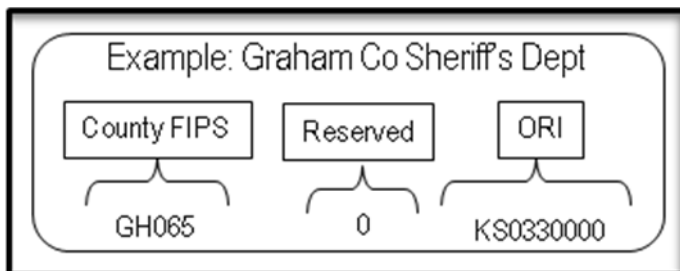 Example: Graham Co Sheriff's Dept
County FIPS Reserved ORI
GH065 0 KS0330000